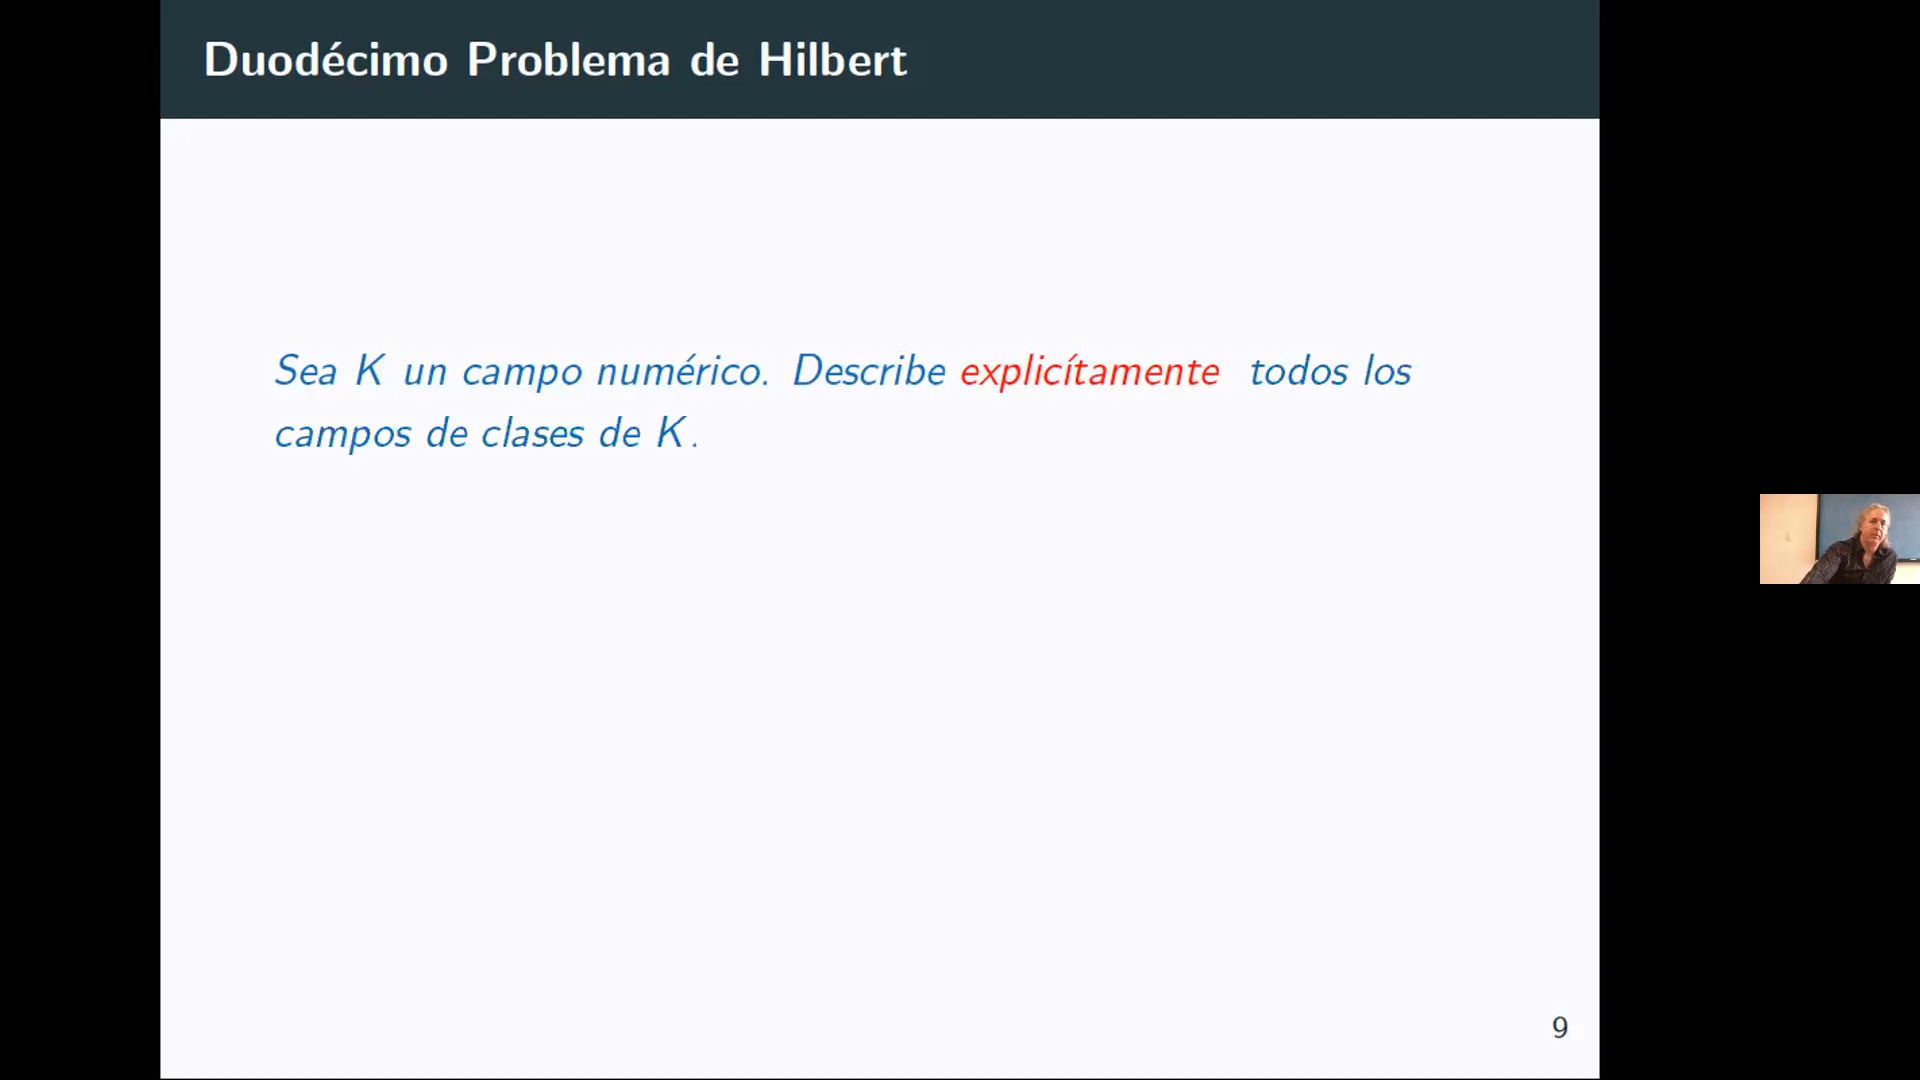 Duodécimo Problema de Hilbert
Sea K un campo numérico. Describe explicítamente todos los
campos de clases de K.
9